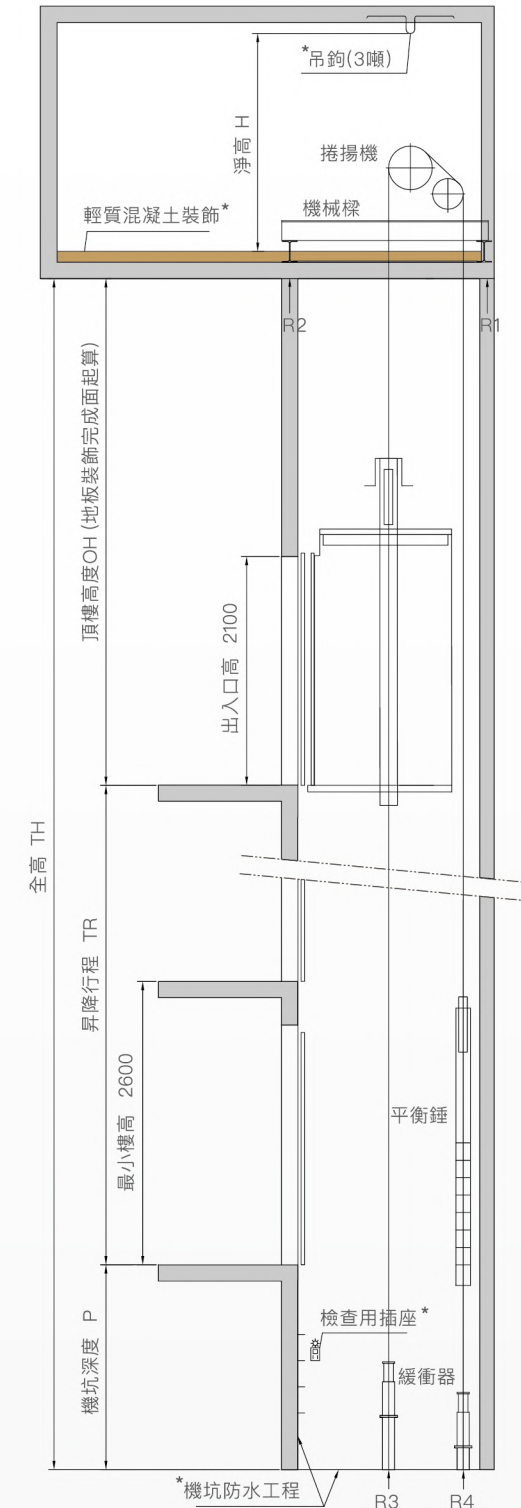 *吊鉤(3噸)
淨高 H
捲揚機
機械樑
輕質混凝土裝飾*
R2
R1
頂樓高度OH (地板裝飾完成面起算)
出入口高 2100
全高 TH
昇降行程 TR
最小樓高 2600
平衡錘
機坑深度 P
檢查用插座*
緩衝器
*機坑防水工程
R3
R4